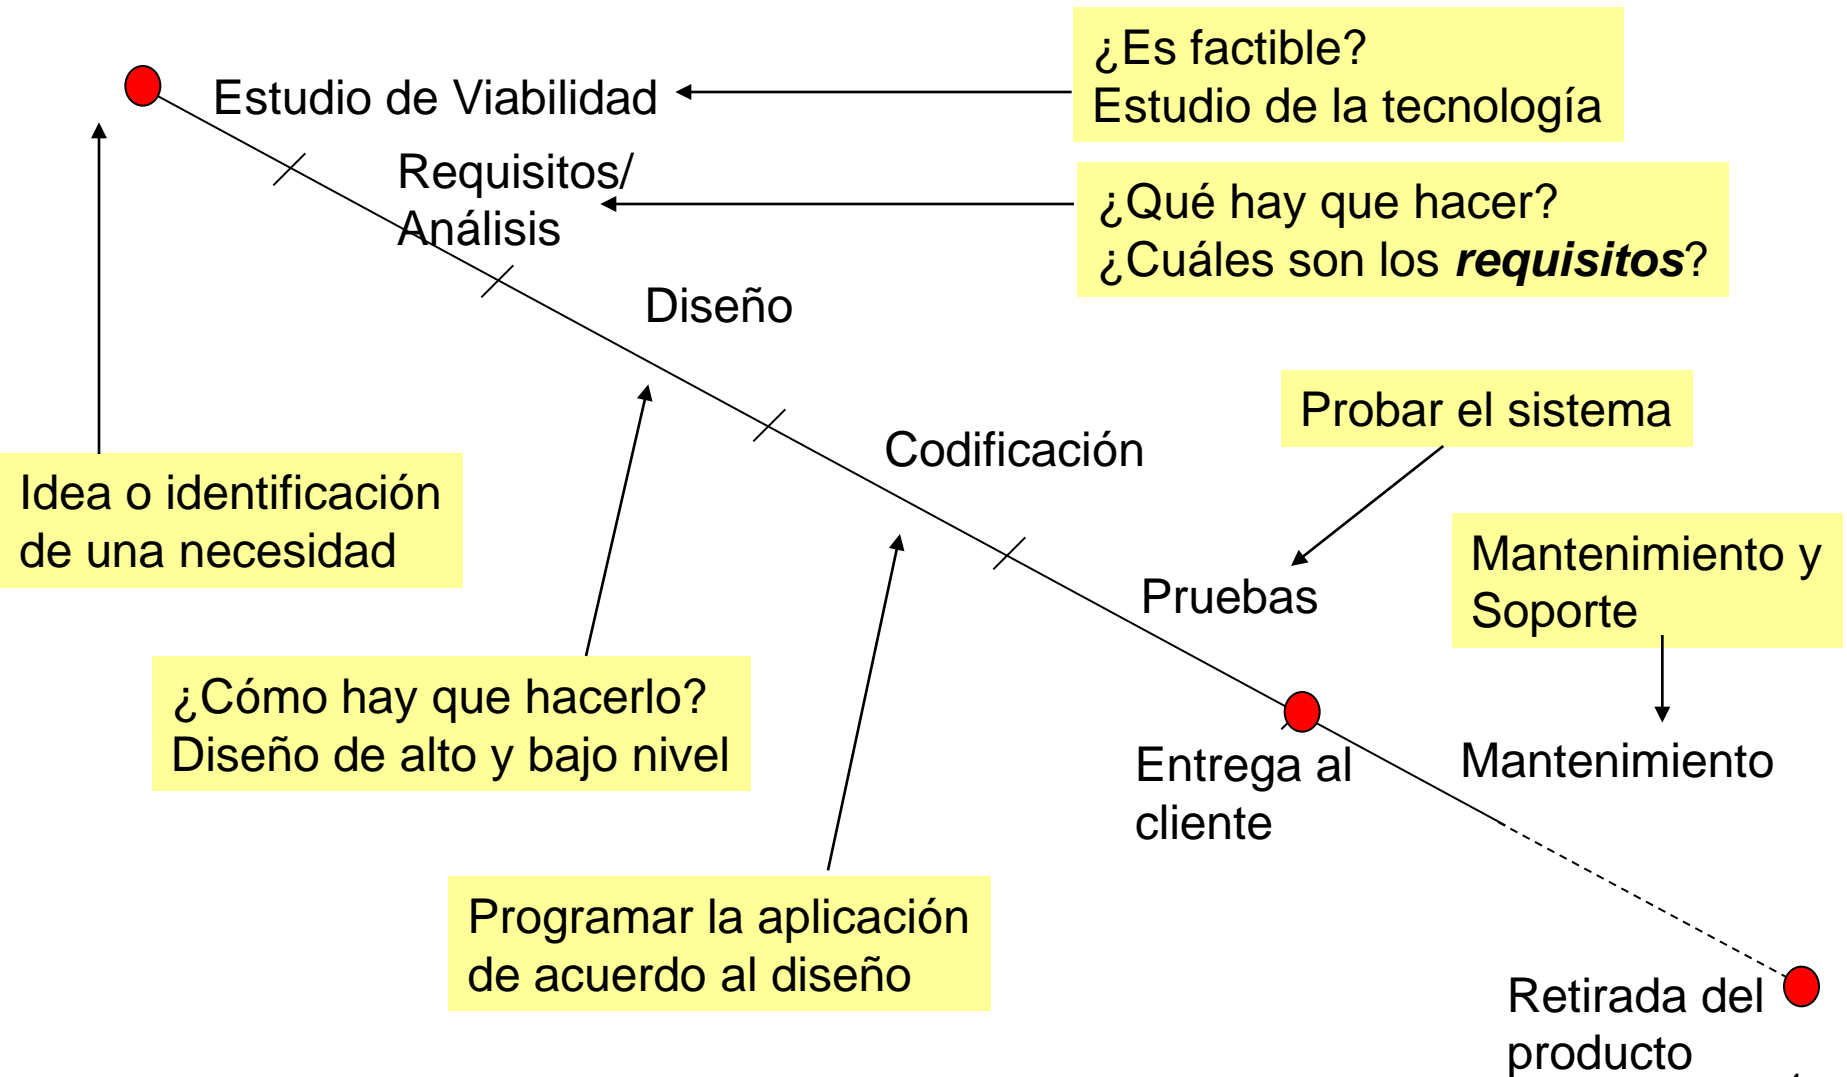 ¿Es factible?
Estudio de la tecnología
Estudio de Viabilidad
Requisitos/
Análisis
¿Qué hay que hacer?
¿Cuáles son los requisitos?
Diseño
Probar el sistema
Codificación
Idea o identificación
de una necesidad
Mantenimiento y
Soporte
Pruebas
¿Cómo hay que hacerlo?
Diseño de alto y bajo nivel
Entrega al
cliente
Mantenimiento
Programar la aplicación
de acuerdo al diseño
Retirada del
producto